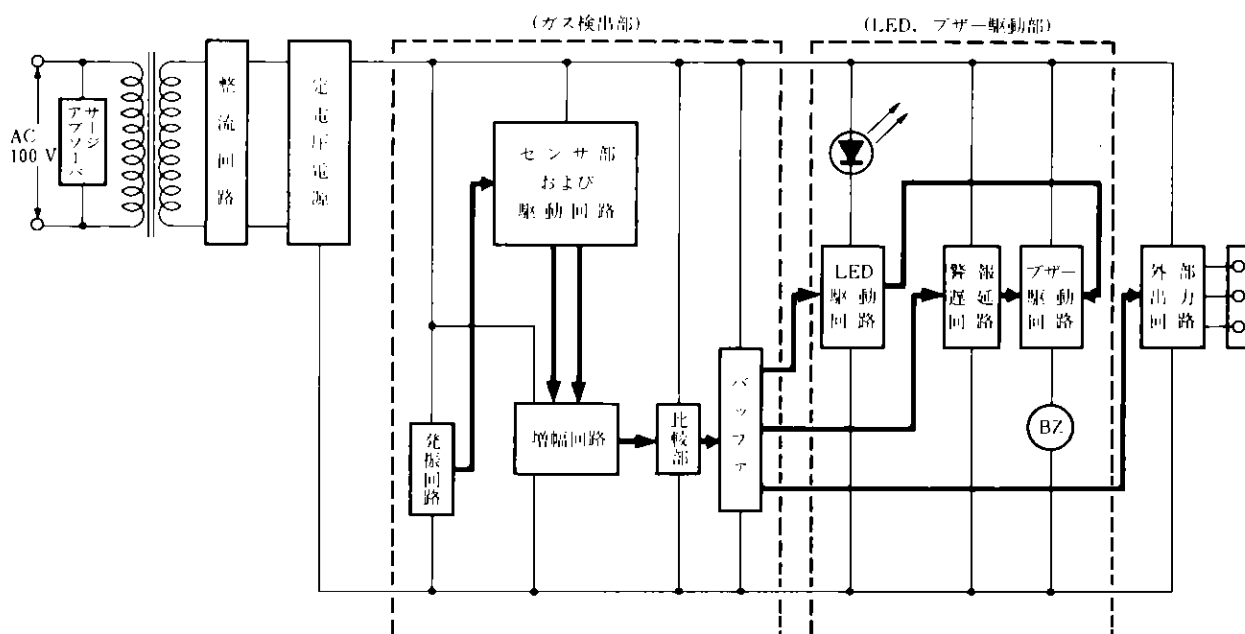 (ガス検出部)
(LED、ブザー駆動部)
AC
100 V
サージ
アブソーバ
整流回路
定電圧電源
センサ部
および
駆動回路
発振回路
増幅回路
比較部
バッファ
LED
駆動
回路
警報
遅延
回路
ブザー
駆動
回路
BZ
外部
出力
回路